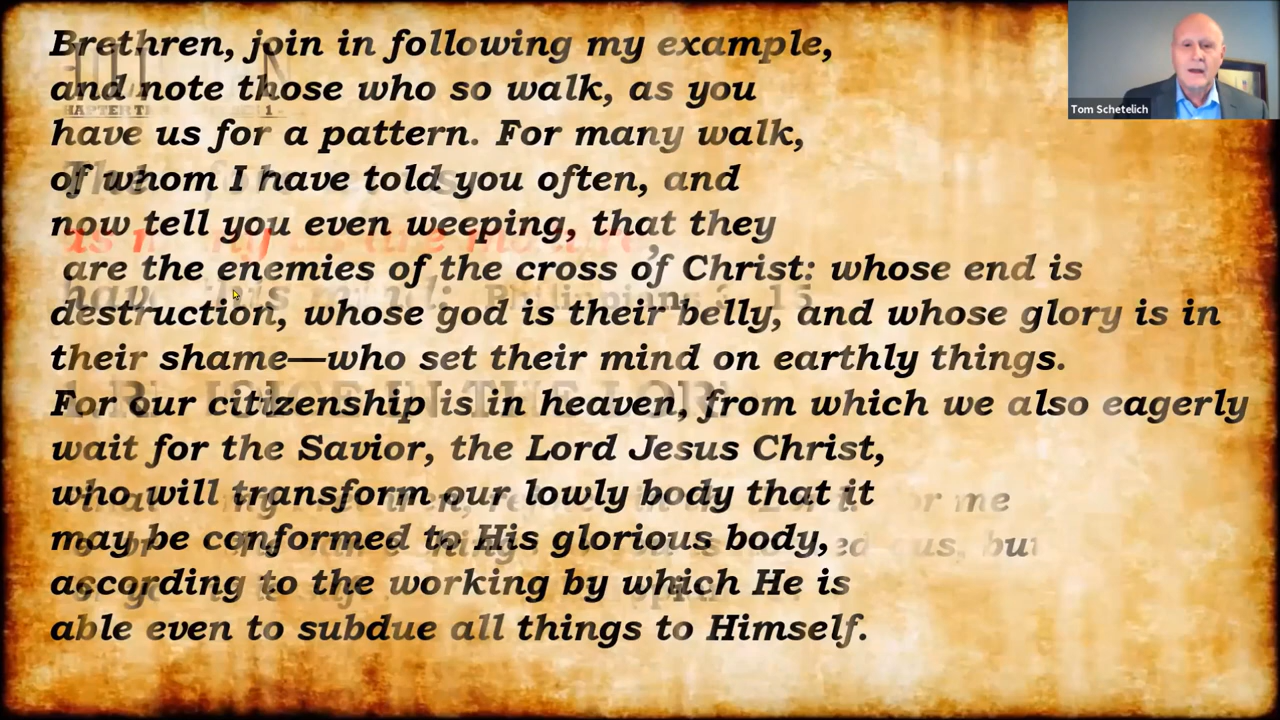 Brethren, join in following my example,
and note those who so walk, as you
have us for a pattern. For many walk,
of whom I have told you often, and
now tell you even weeping, that they
are the enemies of the cross of Christ: whose end is
destruction, whose god is their belly, and whose glory is in
their shame—who set their mind on earthly things.
For our citizenship is in heaven, from which we also eagerly
wait for the Savior, the Lord Jesus Christ,
who will transform our lowly body that it
may be conformed to His glorious body,
according to the working by which He is
able even to subdue all things to Himself.
Tom Schetelich